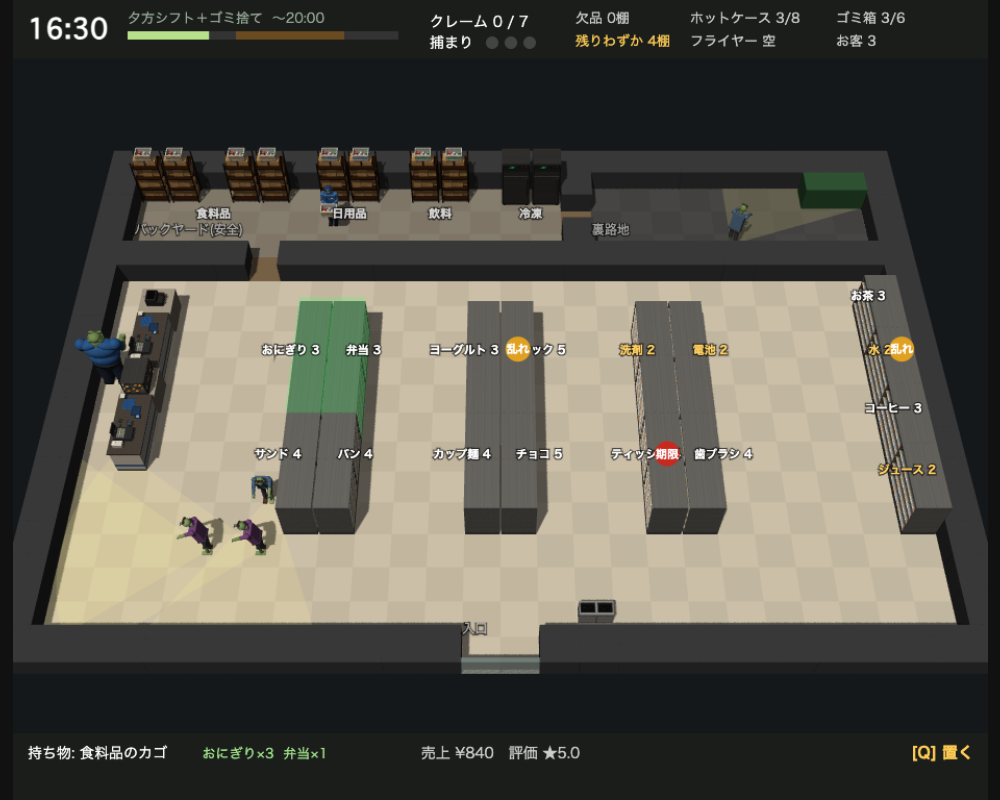 16:30
夕方シフト＋ゴミ捨て ～20:00
クレーム 0 / 7
捕まり
欠品 0棚
残りわずか 4棚
ホットケース 3/8
フライヤー 空
ゴミ箱 3/6
お客 3
食料品
日用品
飲料
冷凍
バックヤード(安全)
裏路地
お茶 3
おにぎり 3
弁当 3
ヨーグルト 3
乱れ
ック 5
洗剤 2
電池 2
水 2
乱れ
コーヒー 3
サンド 4
パン 4
カップ麺 4
チョコ 5
ティッシ
期限
歯ブラシ 4
ジュース 2
入口
持ち物: 食料品のカゴ
おにぎり×3 弁当×1
売上 ¥840 評価 ★5.0
[Q] 置く